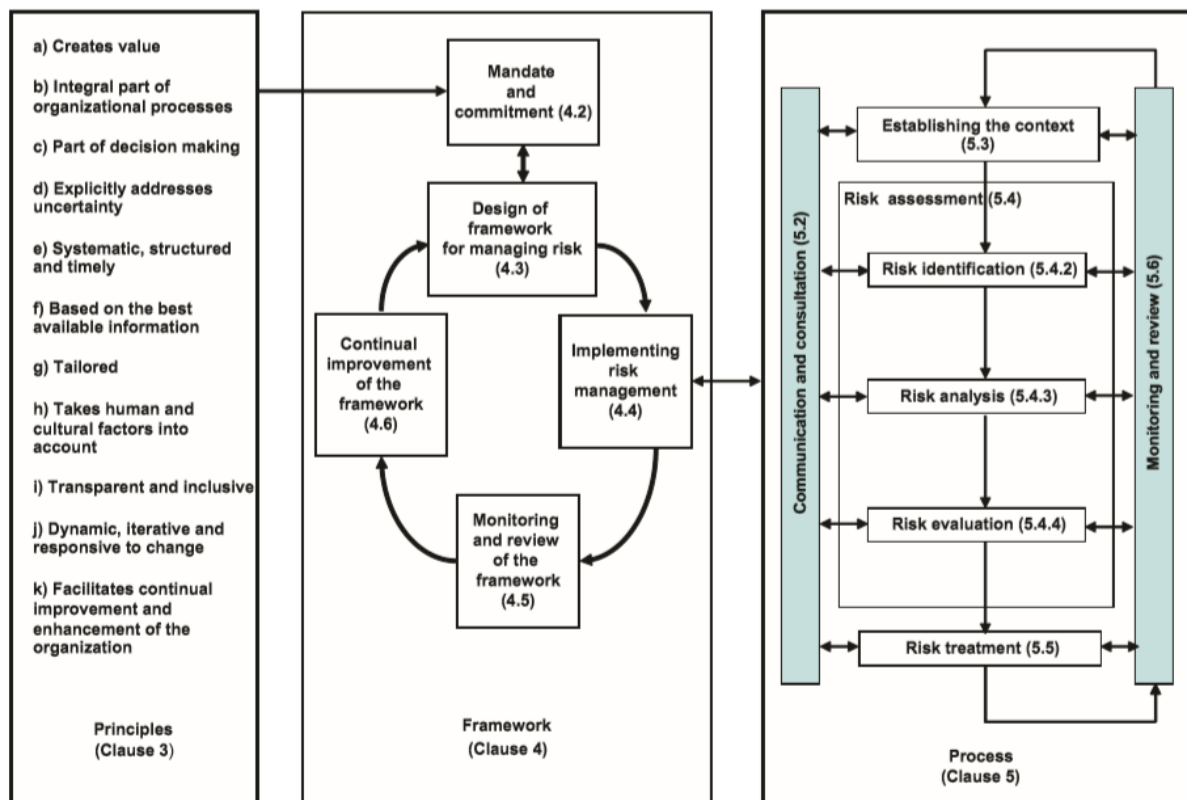 a) Creates value
b) Integral part of
organizational processes
c) Part of decision making
d) Explicitly addresses
uncertainty
e) Systematic, structured
and timely
f) Based on the best
available information
g) Tailored
h) Takes human and
cultural factors into
account
i) Transparent and inclusive
j) Dynamic, iterative and
responsive to change
k) Facilitates continual
improvement and
enhancement of the
organization
Principles
(Clause 3)
Mandate
and
commitment (4.2)
Design of
framework
for managing risk
(4.3)
Implementing
risk
management
(4.4)
Monitoring
and review
of the
framework
(4.5)
Continual
improvement
of the
framework
(4.6)
Framework
(Clause 4)
Communication and consultation (5.2)
Establishing the context
(5.3)
Risk assessment (5.4)
Risk identification (5.4.2)
Risk analysis (5.4.3)
Risk evaluation (5.4.4)
Risk treatment (5.5)
Monitoring and review (5.6)
Process
(Clause 5)